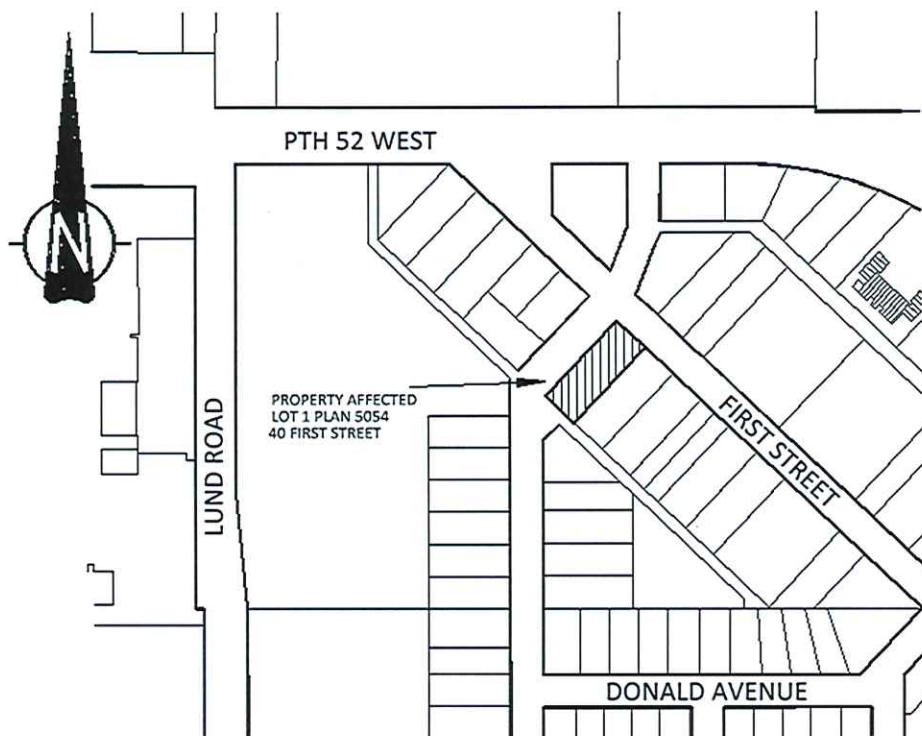 PTH 52 WEST
N
PROPERTY AFFECTED
LOT 1 PLAN 5054
40 FIRST STREET
LUND ROAD
FIRST STREET
DONALD AVENUE